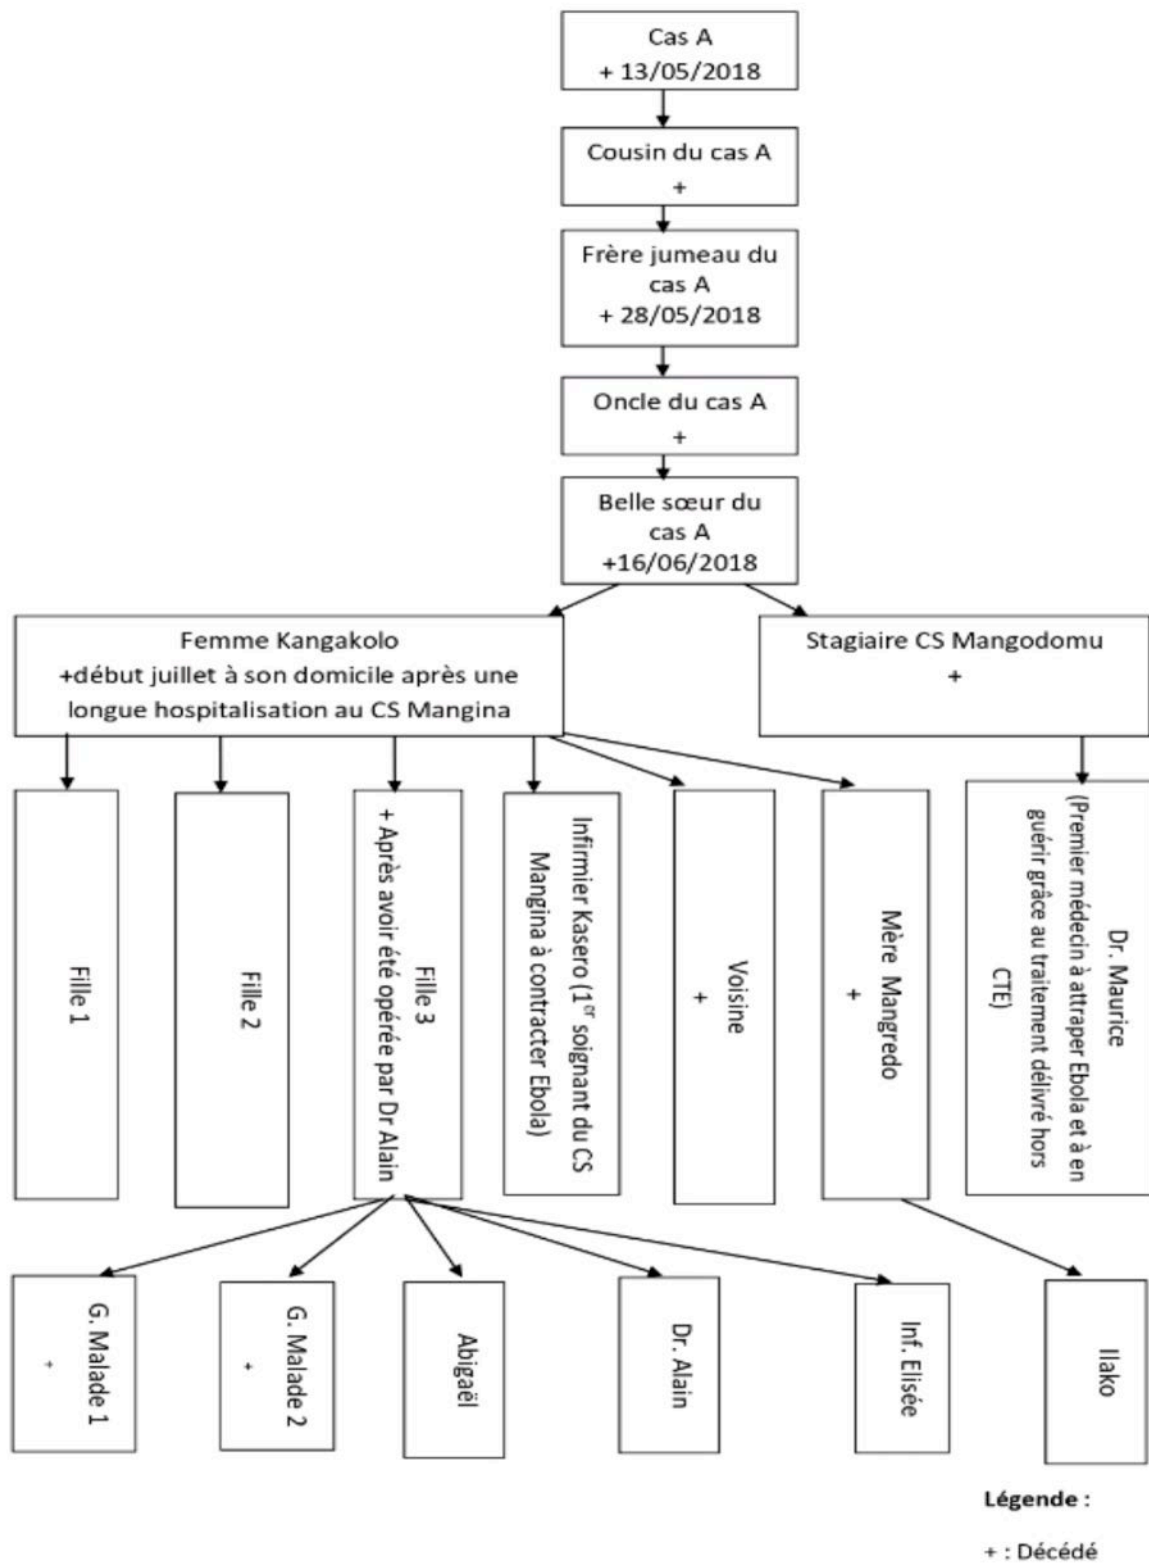 Cas A
+ 13/05/2018
Cousin du cas A
+
Frère jumeau du
cas A
+ 28/05/2018
Oncle du cas A
+
Belle sœur du
cas A
+16/06/2018
Femme Kangakolo
+début juillet à son domicile après une
longue hospitalisation au CS Mangina
Stagiaire CS Mangodomu
+
Fille 1
Fille 2
Fille 3
+ Après avoir été opérée par Dr Alain
Infirmier Kasero (1er soignant du CS
Mangina à contracter Ebola)
Voisine
+
Mère Mangredo
+
Dr. Maurice
(Premier médecin à attraper Ebola et à en
guérir grâce au traitement délivré hors
CTE)
G. Malade 1
+
G. Malade 2
+
Abigaël
Dr. Alain
Inf. Elisée
Ilako
Légende :
+ : Décédé